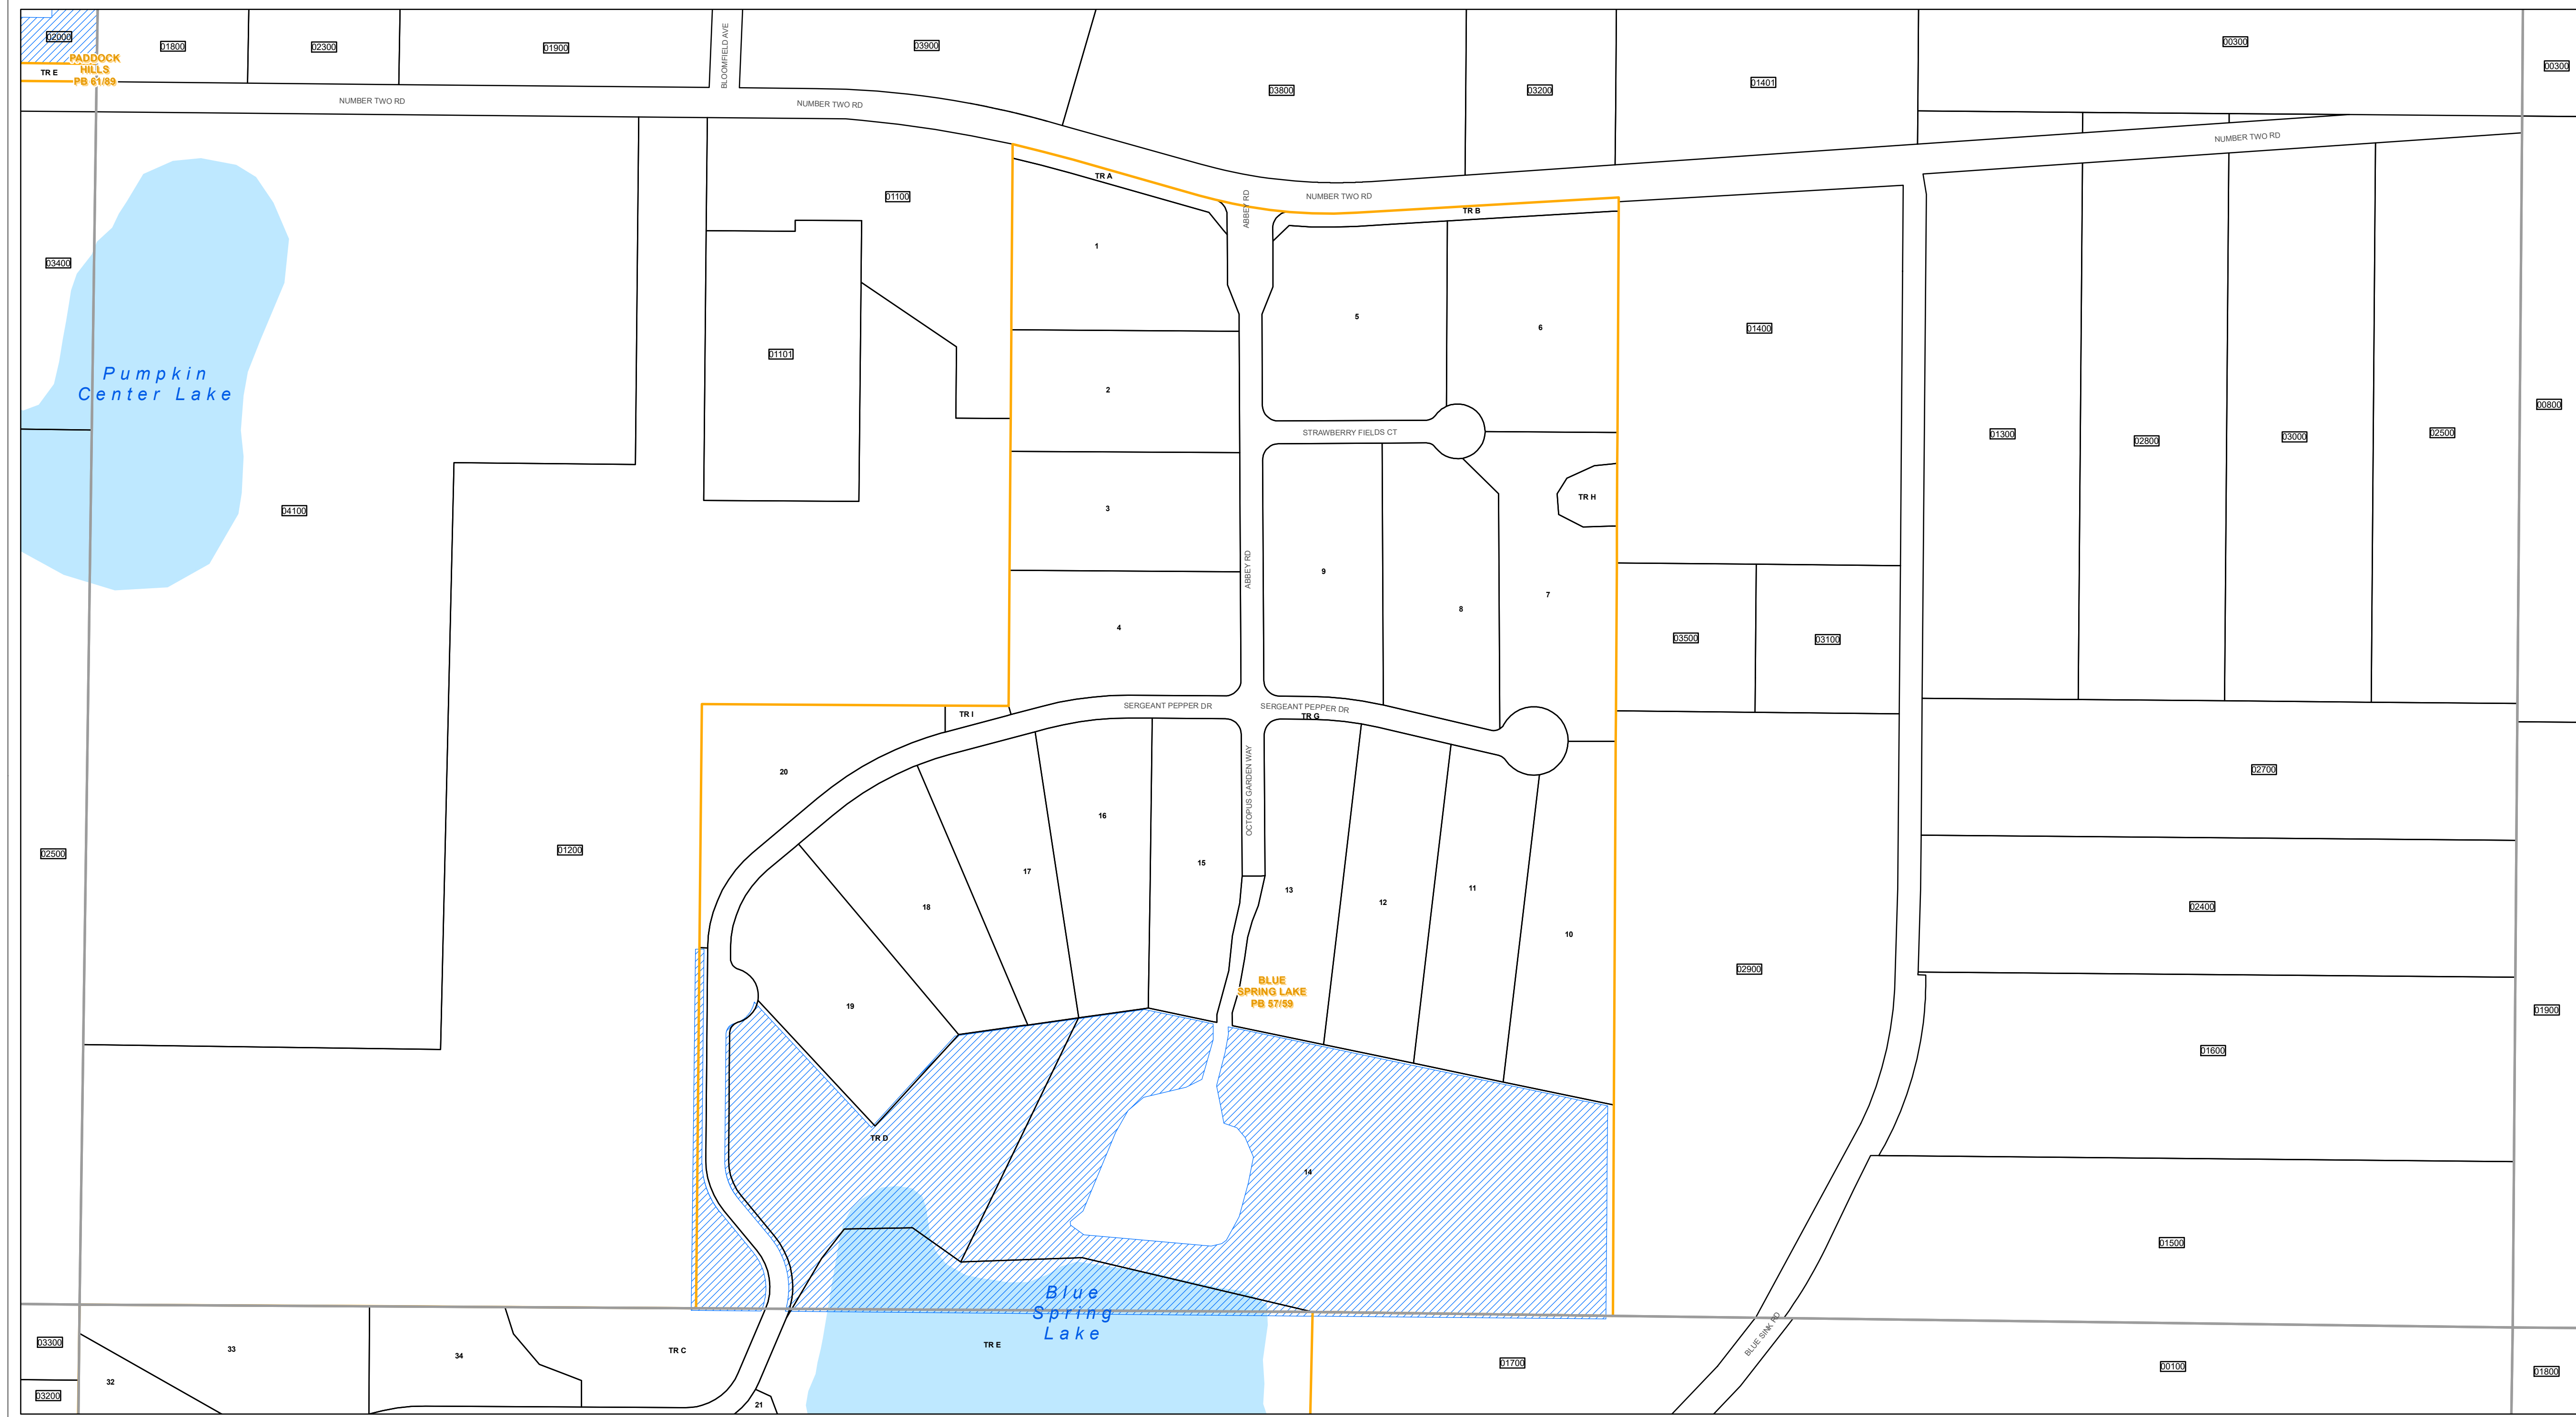 02000
01800
02300
01900
BLOOMFIELD AVE
03900
03800
03200
01401
00300
00300
PADDOCK
HILLS
PB 61/89
TR E
NUMBER TWO RD
NUMBER TWO RD
NUMBER TWO RD
NUMBER TWO RD
TR A
TR B
ABBEY RD
01100
03400
1
5
6
01400
01101
Pumpkin
Center Lake
2
00800
STRAWBERRY FIELDS CT
01300
02800
03000
02500
04100
3
TR H
9
ABBEY RD
8
7
4
03500
03100
SERGEANT PEPPER DR
SERGEANT PEPPER DR
TR I
TR G
20
OCTOPUS GARDEN WAY
02700
16
02500
01200
15
17
13
11
12
18
02400
10
02900
BLUE
SPRING LAKE
PB 57/59
19
01900
01600
TR D
14
01500
Blue
Spring
Lake
BLUE SINK RD
03300
33
34
TR C
TR E
01700
00100
01800
32
03200
21